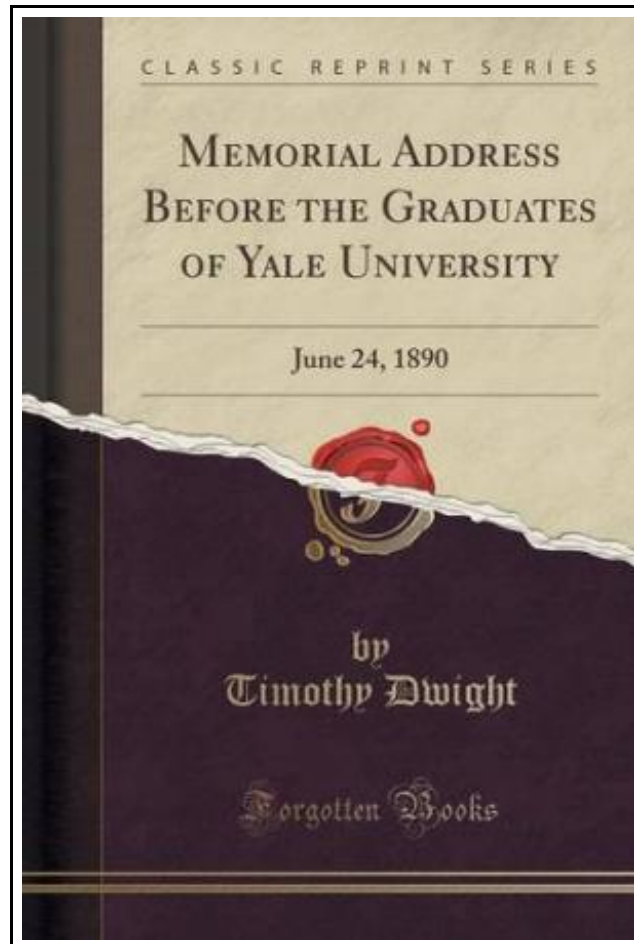 CLASSIC REPRINT SERIES
MEMORIAL ADDRESS
BEFORE THE GRADUATES
OF YALE UNIVERSITY
June 24, 1890
by
Timothy Dwight
Forgotten Books